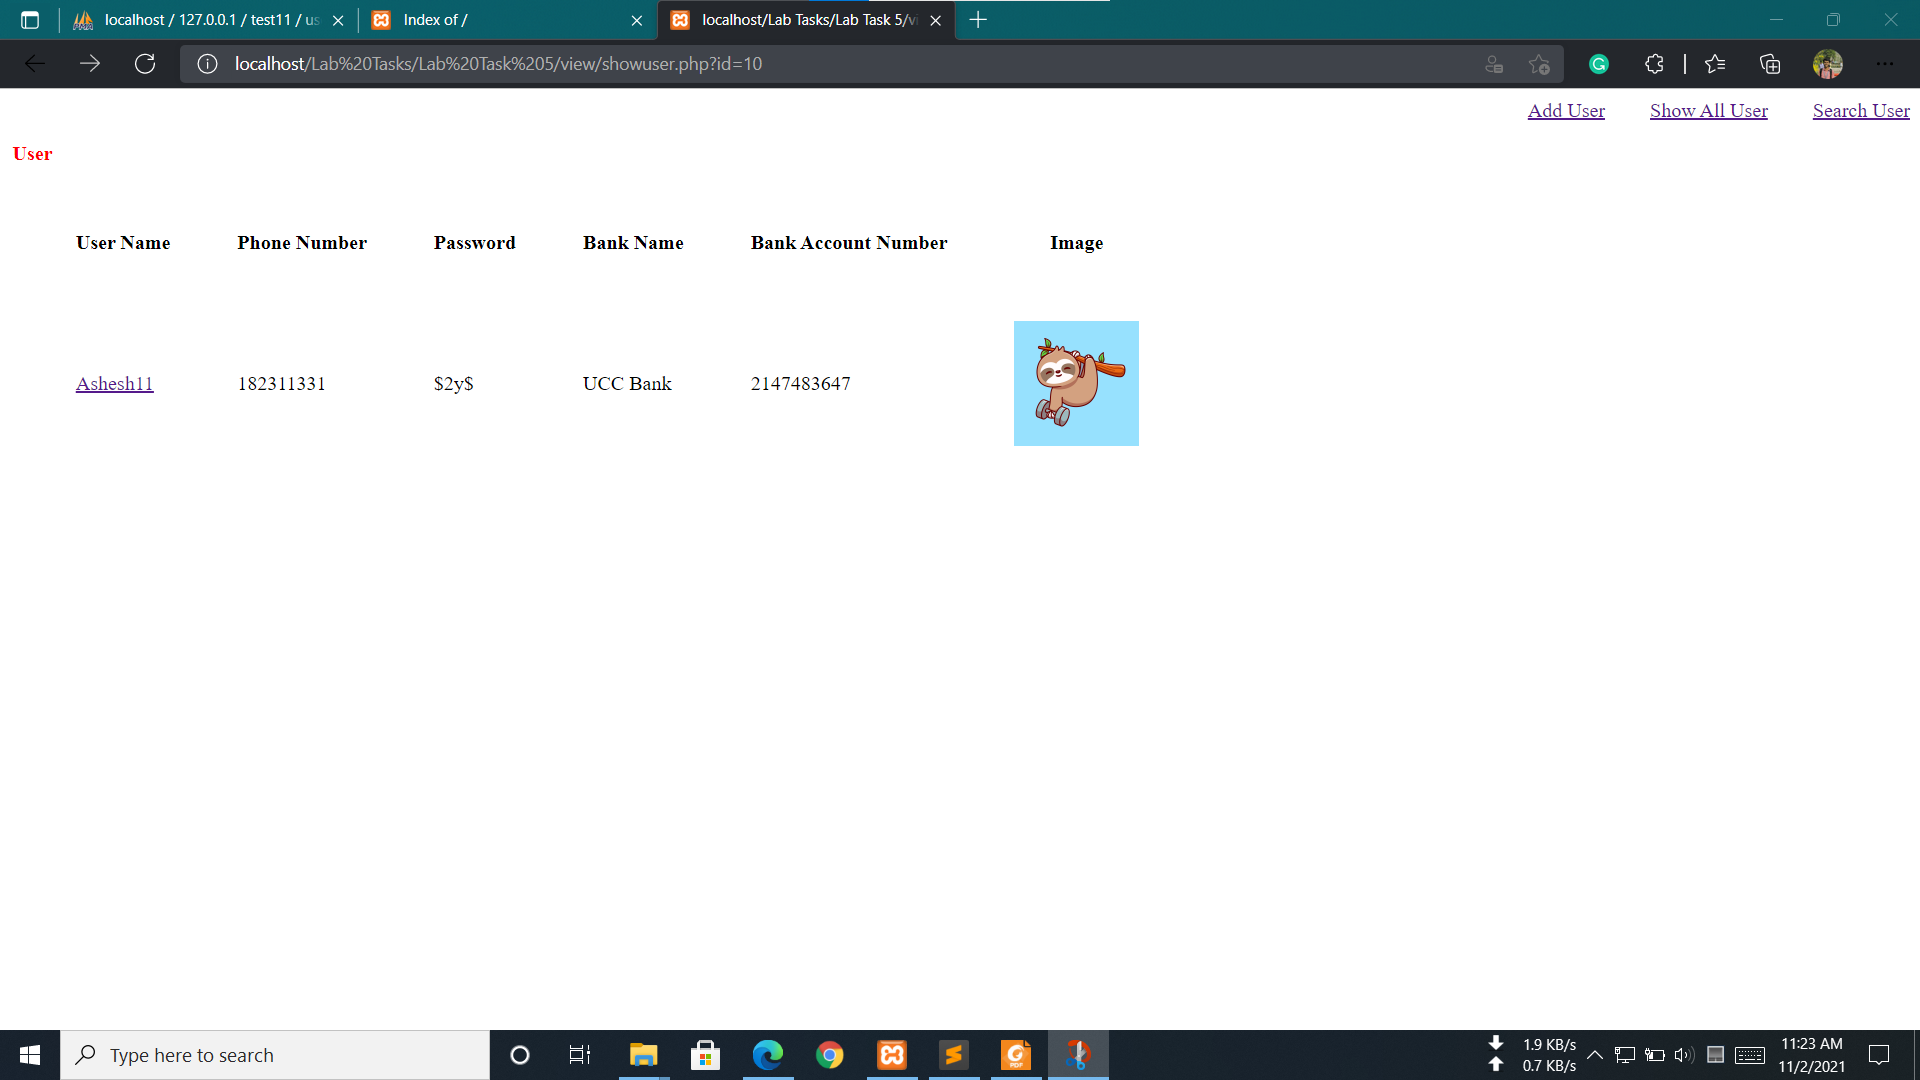 localhost / 127.0.0.1 / test11 / us
Index of /
localhost/Lab Tasks/Lab Task 5/vi
localhost/Lab%20Tasks/Lab%20Task%205/view/showuser.php?id=10
Add User Show All User Search User
User
User Name Phone Number Password Bank Name Bank Account Number Image
Ashesh11 182311331 $2y$ UCC Bank 2147483647
Type here to search
1.9 KB/s
0.7 KB/s
11:23 AM
11/2/2021